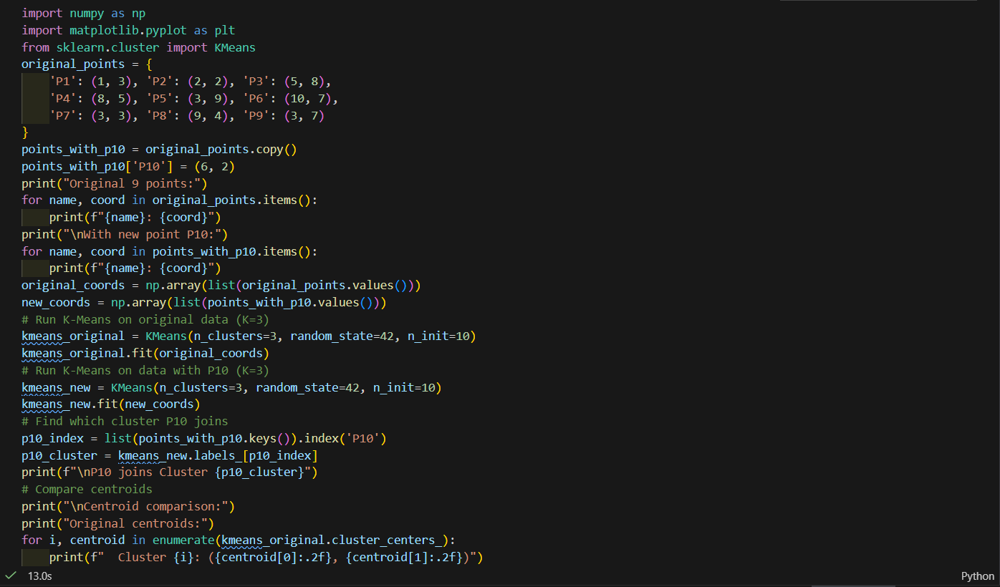 import numpy as np
import matplotlib.pyplot as plt
from sklearn.cluster import KMeans
original_points = {
    'P1': (1, 3), 'P2': (2, 2), 'P3': (5, 8),
    'P4': (8, 5), 'P5': (3, 9), 'P6': (10, 7),
    'P7': (3, 3), 'P8': (9, 4), 'P9': (3, 7)
}
points_with_p10 = original_points.copy()
points_with_p10['P10'] = (6, 2)
print("Original 9 points:")
for name, coord in original_points.items():
    print(f"{name}: {coord}")
print("\nWith new point P10:")
for name, coord in points_with_p10.items():
    print(f"{name}: {coord}")
original_coords = np.array(list(original_points.values()))
new_coords = np.array(list(points_with_p10.values()))
# Run K-Means on original data (K=3)
kmeans_original = KMeans(n_clusters=3, random_state=42, n_init=10)
kmeans_original.fit(original_coords)
# Run K-Means on data with P10 (K=3)
kmeans_new = KMeans(n_clusters=3, random_state=42, n_init=10)
kmeans_new.fit(new_coords)
# Find which cluster P10 joins
p10_index = list(points_with_p10.keys()).index('P10')
p10_cluster = kmeans_new.labels_[p10_index]
print(f"\nP10 joins Cluster {p10_cluster}")
# Compare centroids
print("\nCentroid comparison:")
print("Original centroids:")
for i, centroid in enumerate(kmeans_original.cluster_centers_):
    print(f"  Cluster {i}: ({centroid[0]:.2f}, {centroid[1]:.2f})")
13.0s
Python